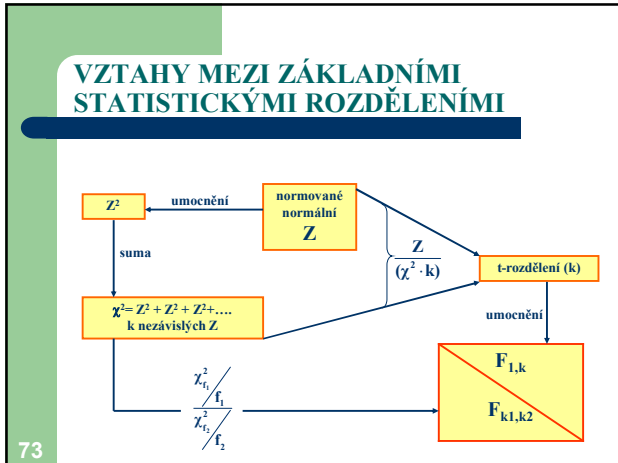 VZTAHY MEZI ZÁKLADNÍMI
STATISTICKÝMI ROZDĚLENÍMI
Z²
umocnění
normované
normální
Z
suma
Z
(χ² · k)
t-rozdělení (k)
χ²= Z² + Z² + Z²+….
k nezávislých Z
umocnění
F₁,ₖ
Fₖ₁,ₖ₂
χ²f₁ / f₁
χ²f₂ / f₂
73